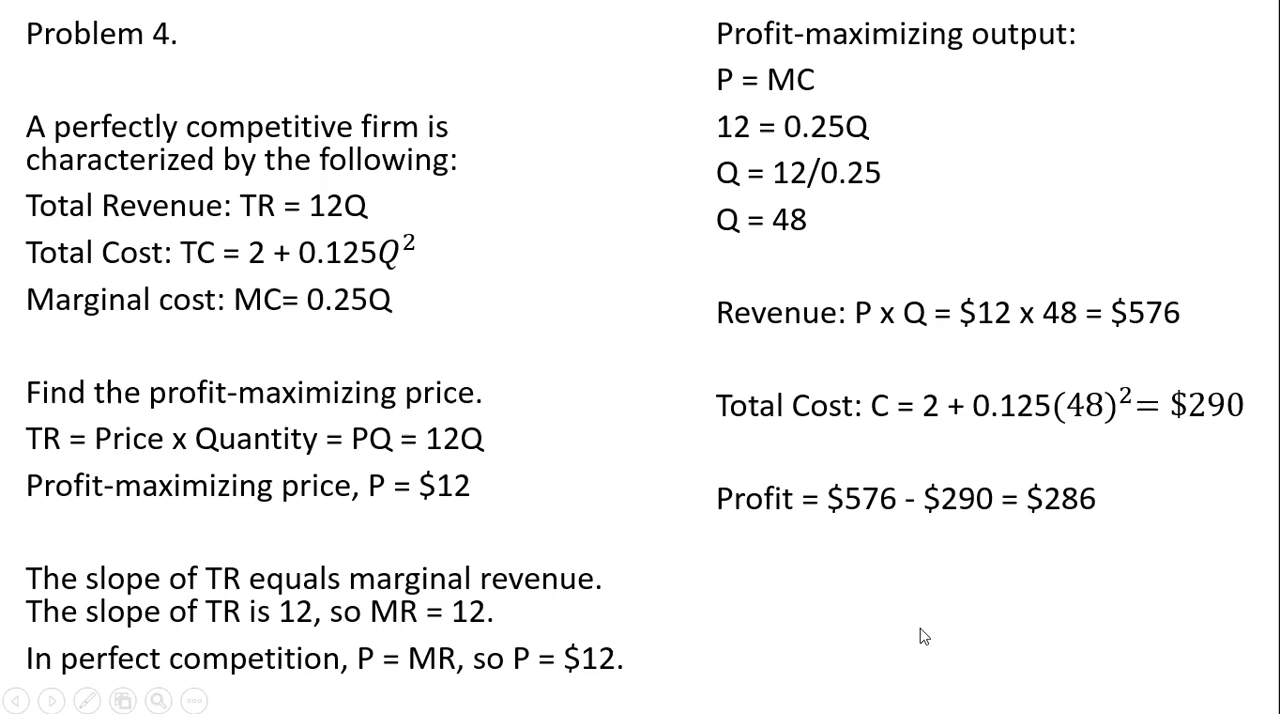 Problem 4.
A perfectly competitive firm is
characterized by the following:
Total Revenue: TR = 12Q
Total Cost: TC = 2 + 0.125𝑄²
Marginal cost: MC= 0.25Q
Find the profit-maximizing price.
TR = Price x Quantity = PQ = 12Q
Profit-maximizing price, P = $12
The slope of TR equals marginal revenue.
The slope of TR is 12, so MR = 12.
In perfect competition, P = MR, so P = $12.
Profit-maximizing output:
P = MC
12 = 0.25Q
Q = 12/0.25
Q = 48
Revenue: P x Q = $12 x 48 = $576
Total Cost: C = 2 + 0.125(48)²= $290
Profit = $576 - $290 = $286